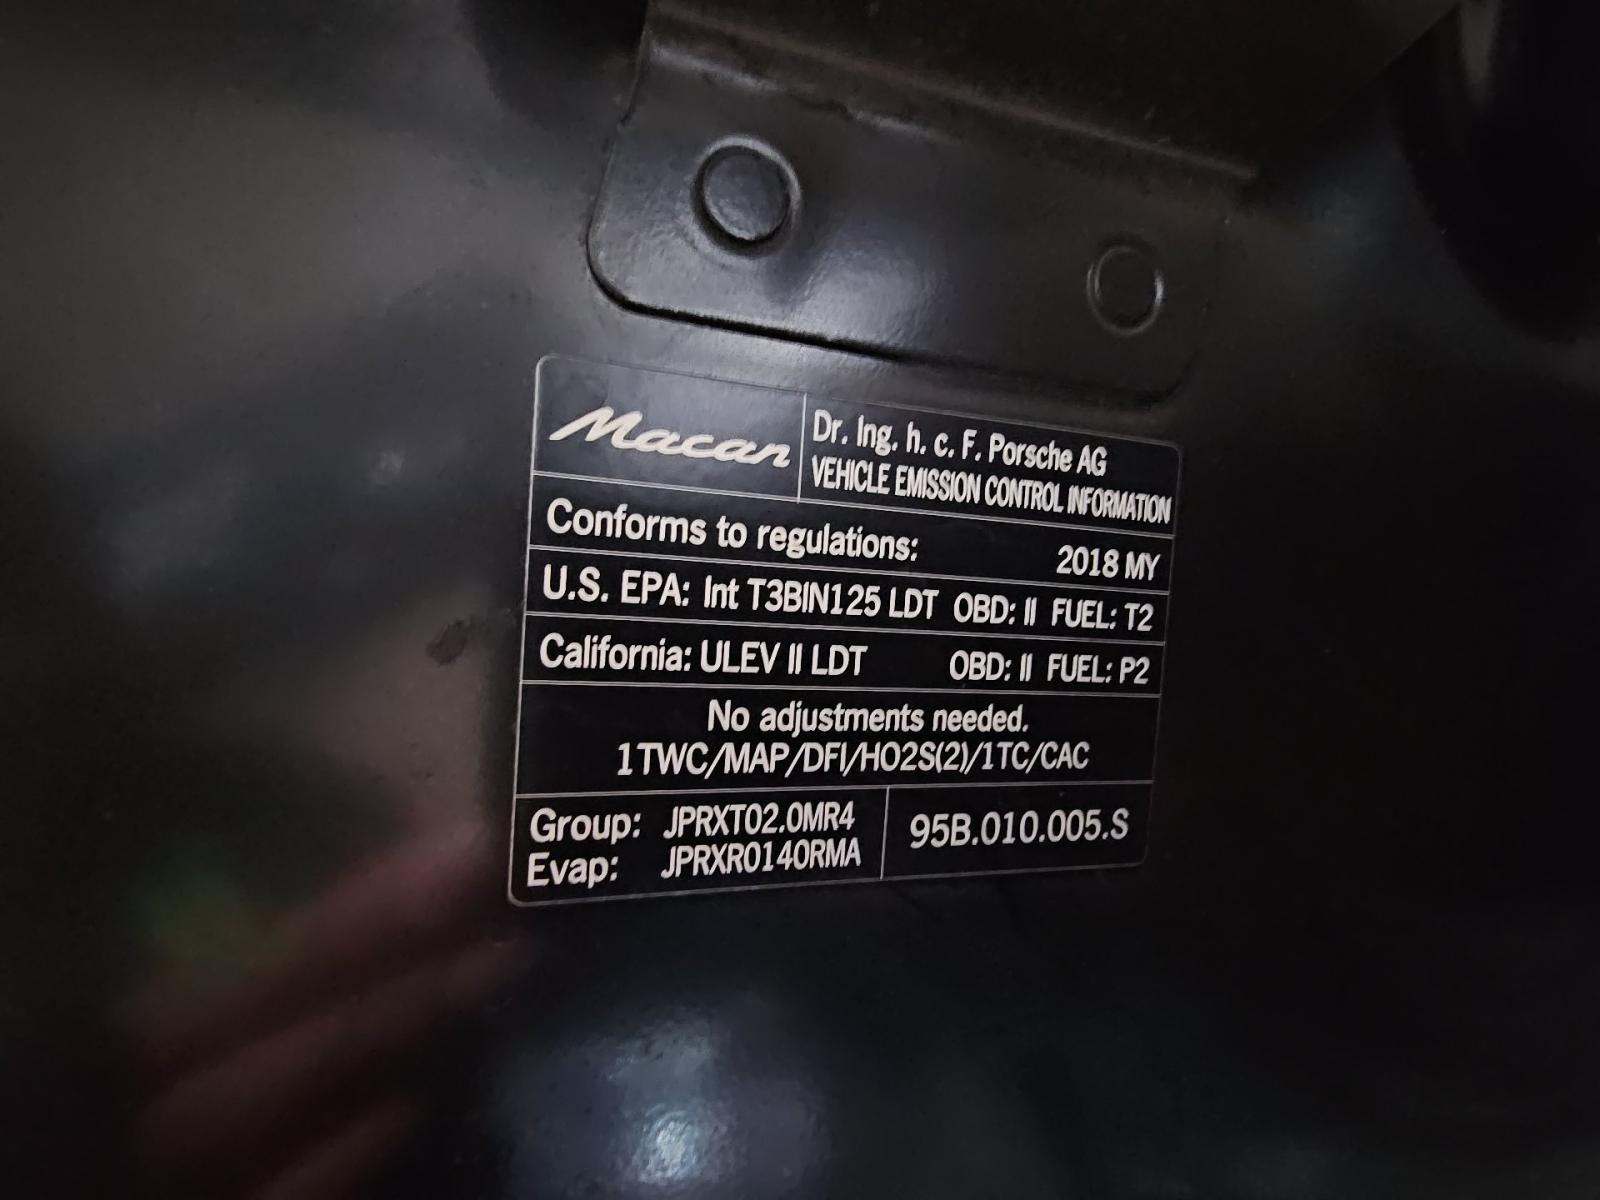 Macan
Dr. Ing. h. c. F. Porsche AG
VEHICLE EMISSION CONTROL INFORMATION
Conforms to regulations: 2018 MY
U.S. EPA: Int T3BIN125 LDT OBD: II FUEL: T2
California: ULEV II LDT OBD: II FUEL: P2
No adjustments needed.
1TWC/MAP/DFI/HO2S(2)/1TC/CAC
Group: JPRXT02.0MR4
Evap: JPRXR0140RMA
95B.010.005.S